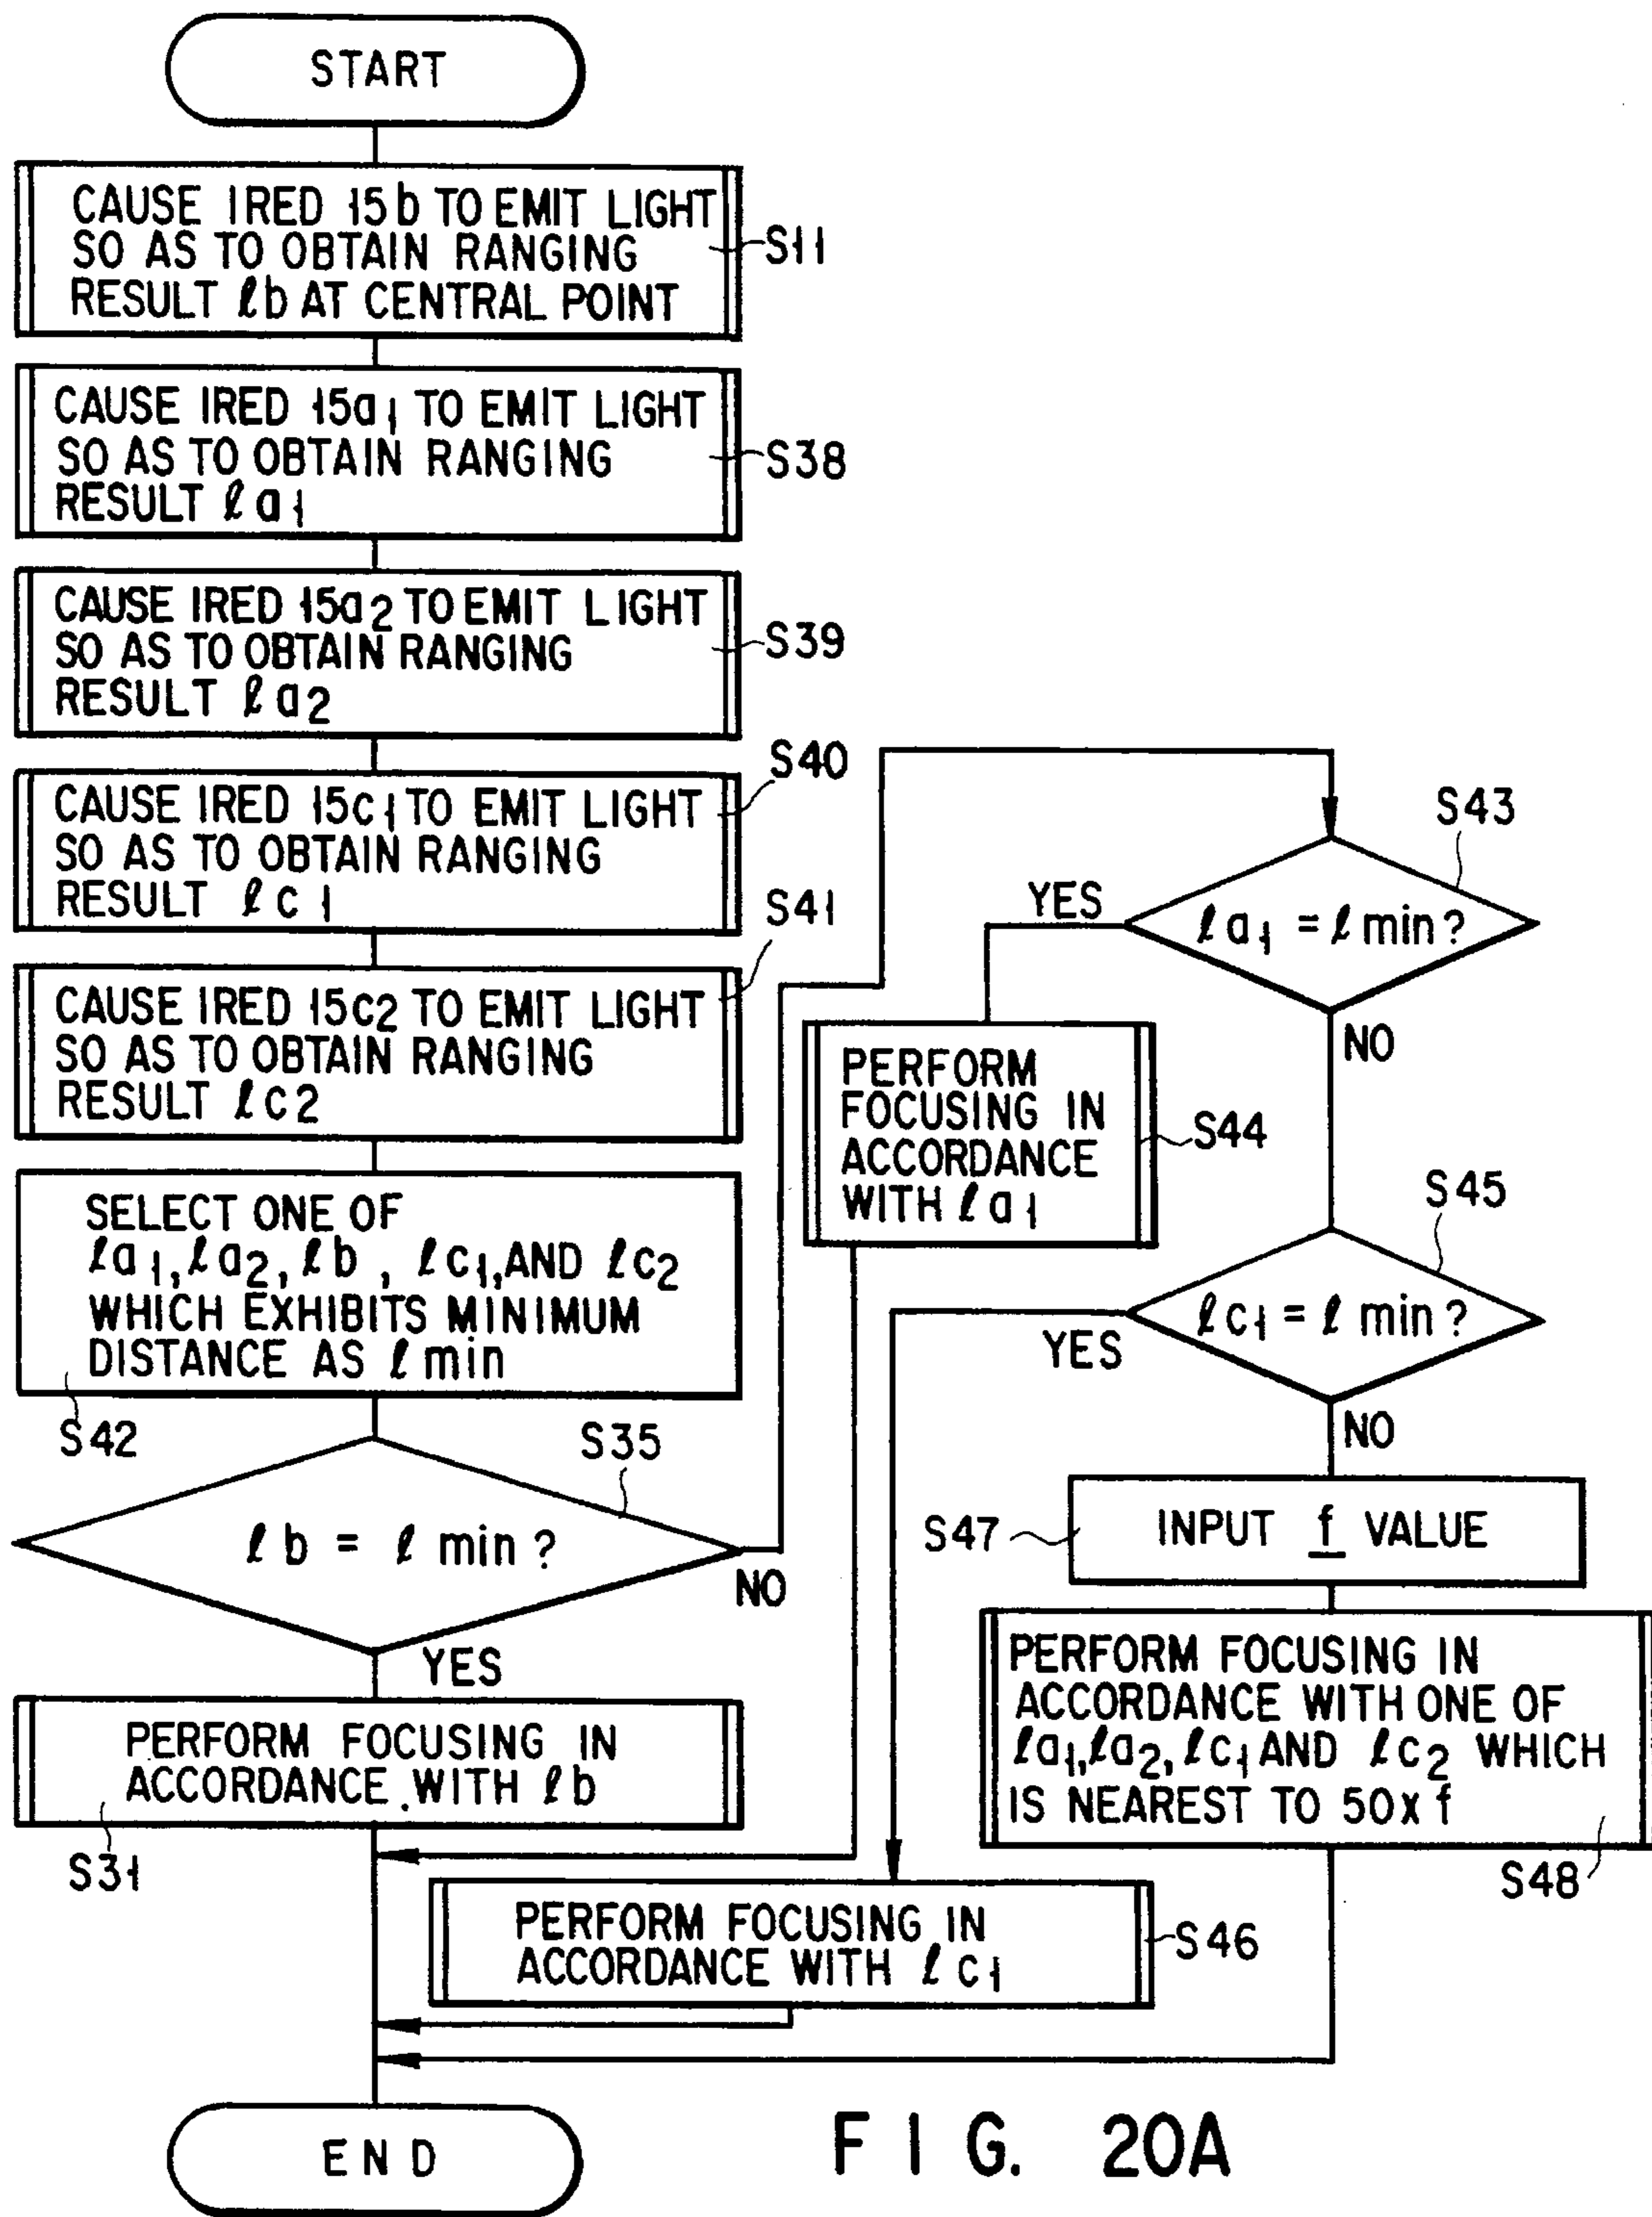 START
CAUSE IRED 15b TO EMIT LIGHT
SO AS TO OBTAIN RANGING
RESULT ℓb AT CENTRAL POINT
S11
CAUSE IRED 15a1 TO EMIT LIGHT
SO AS TO OBTAIN RANGING
RESULT ℓa1
S38
CAUSE IRED 15a2 TO EMIT LIGHT
SO AS TO OBTAIN RANGING
RESULT ℓa2
S39
CAUSE IRED 15c1 TO EMIT LIGHT
SO AS TO OBTAIN RANGING
RESULT ℓc1
S40
CAUSE IRED 15c2 TO EMIT LIGHT
SO AS TO OBTAIN RANGING
RESULT ℓc2
S41
SELECT ONE OF
ℓa1, ℓa2, ℓb, ℓc1, AND ℓc2
WHICH EXHIBITS MINIMUM
DISTANCE AS ℓmin
S42
S35
ℓb = ℓmin?
NO
YES
PERFORM FOCUSING IN
ACCORDANCE WITH ℓb
S31
S43
ℓa1 = ℓmin?
YES
NO
PERFORM
FOCUSING IN
ACCORDANCE
WITH ℓa1
S44
S45
ℓc1 = ℓmin?
YES
NO
S47
INPUT f VALUE
PERFORM FOCUSING IN
ACCORDANCE WITH ONE OF
ℓa1, ℓa2, ℓc1 AND ℓc2 WHICH
IS NEAREST TO 50xf
S48
PERFORM FOCUSING IN
ACCORDANCE WITH ℓc1
S46
END
FIG. 20A